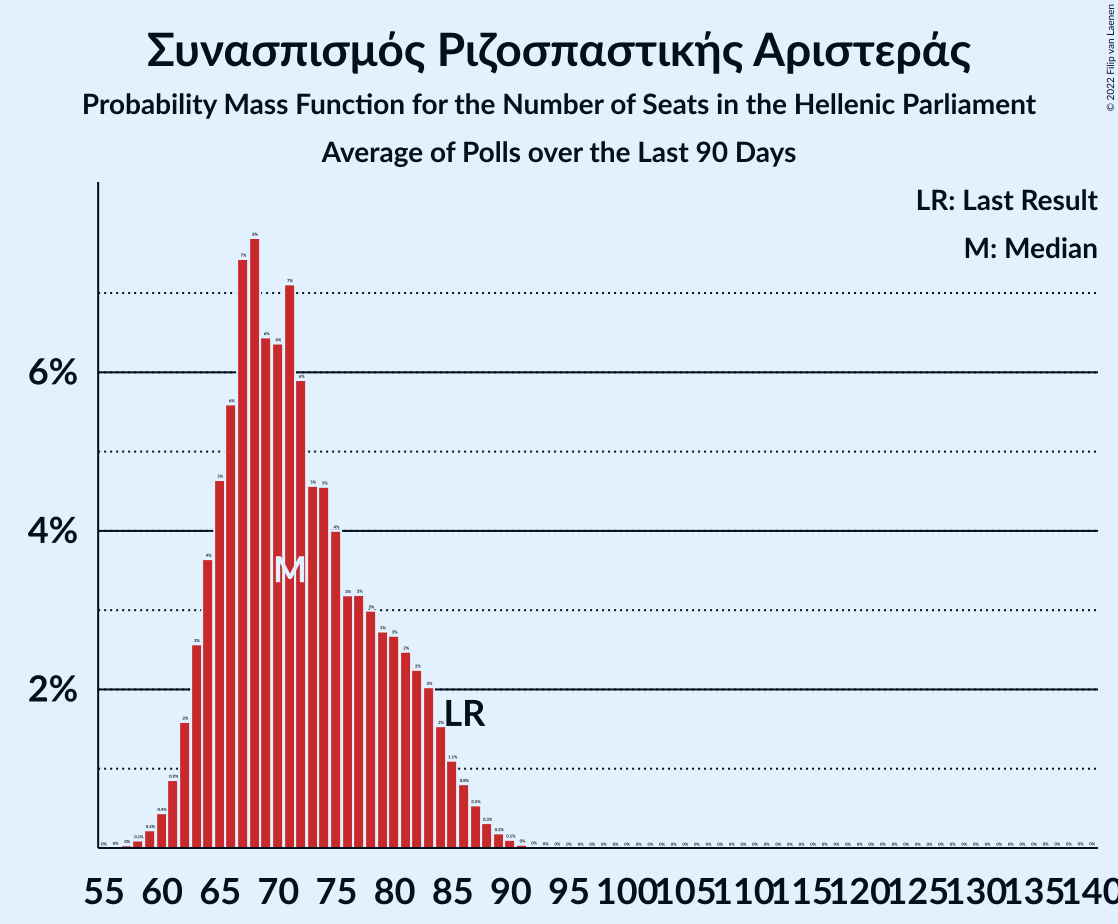 Συνασπισμός Ριζοσπαστικής Αριστεράς
Probability Mass Function for the Number of Seats in the Hellenic Parliament
Average of Polls over the Last 90 Days
© 2022 Filip van Laenen
LR: Last Result
M: Median
6%
4%
2%
M
LR
55 60 65 70 75 80 85 90 95 100 105 110 115 120 125 130 135 140